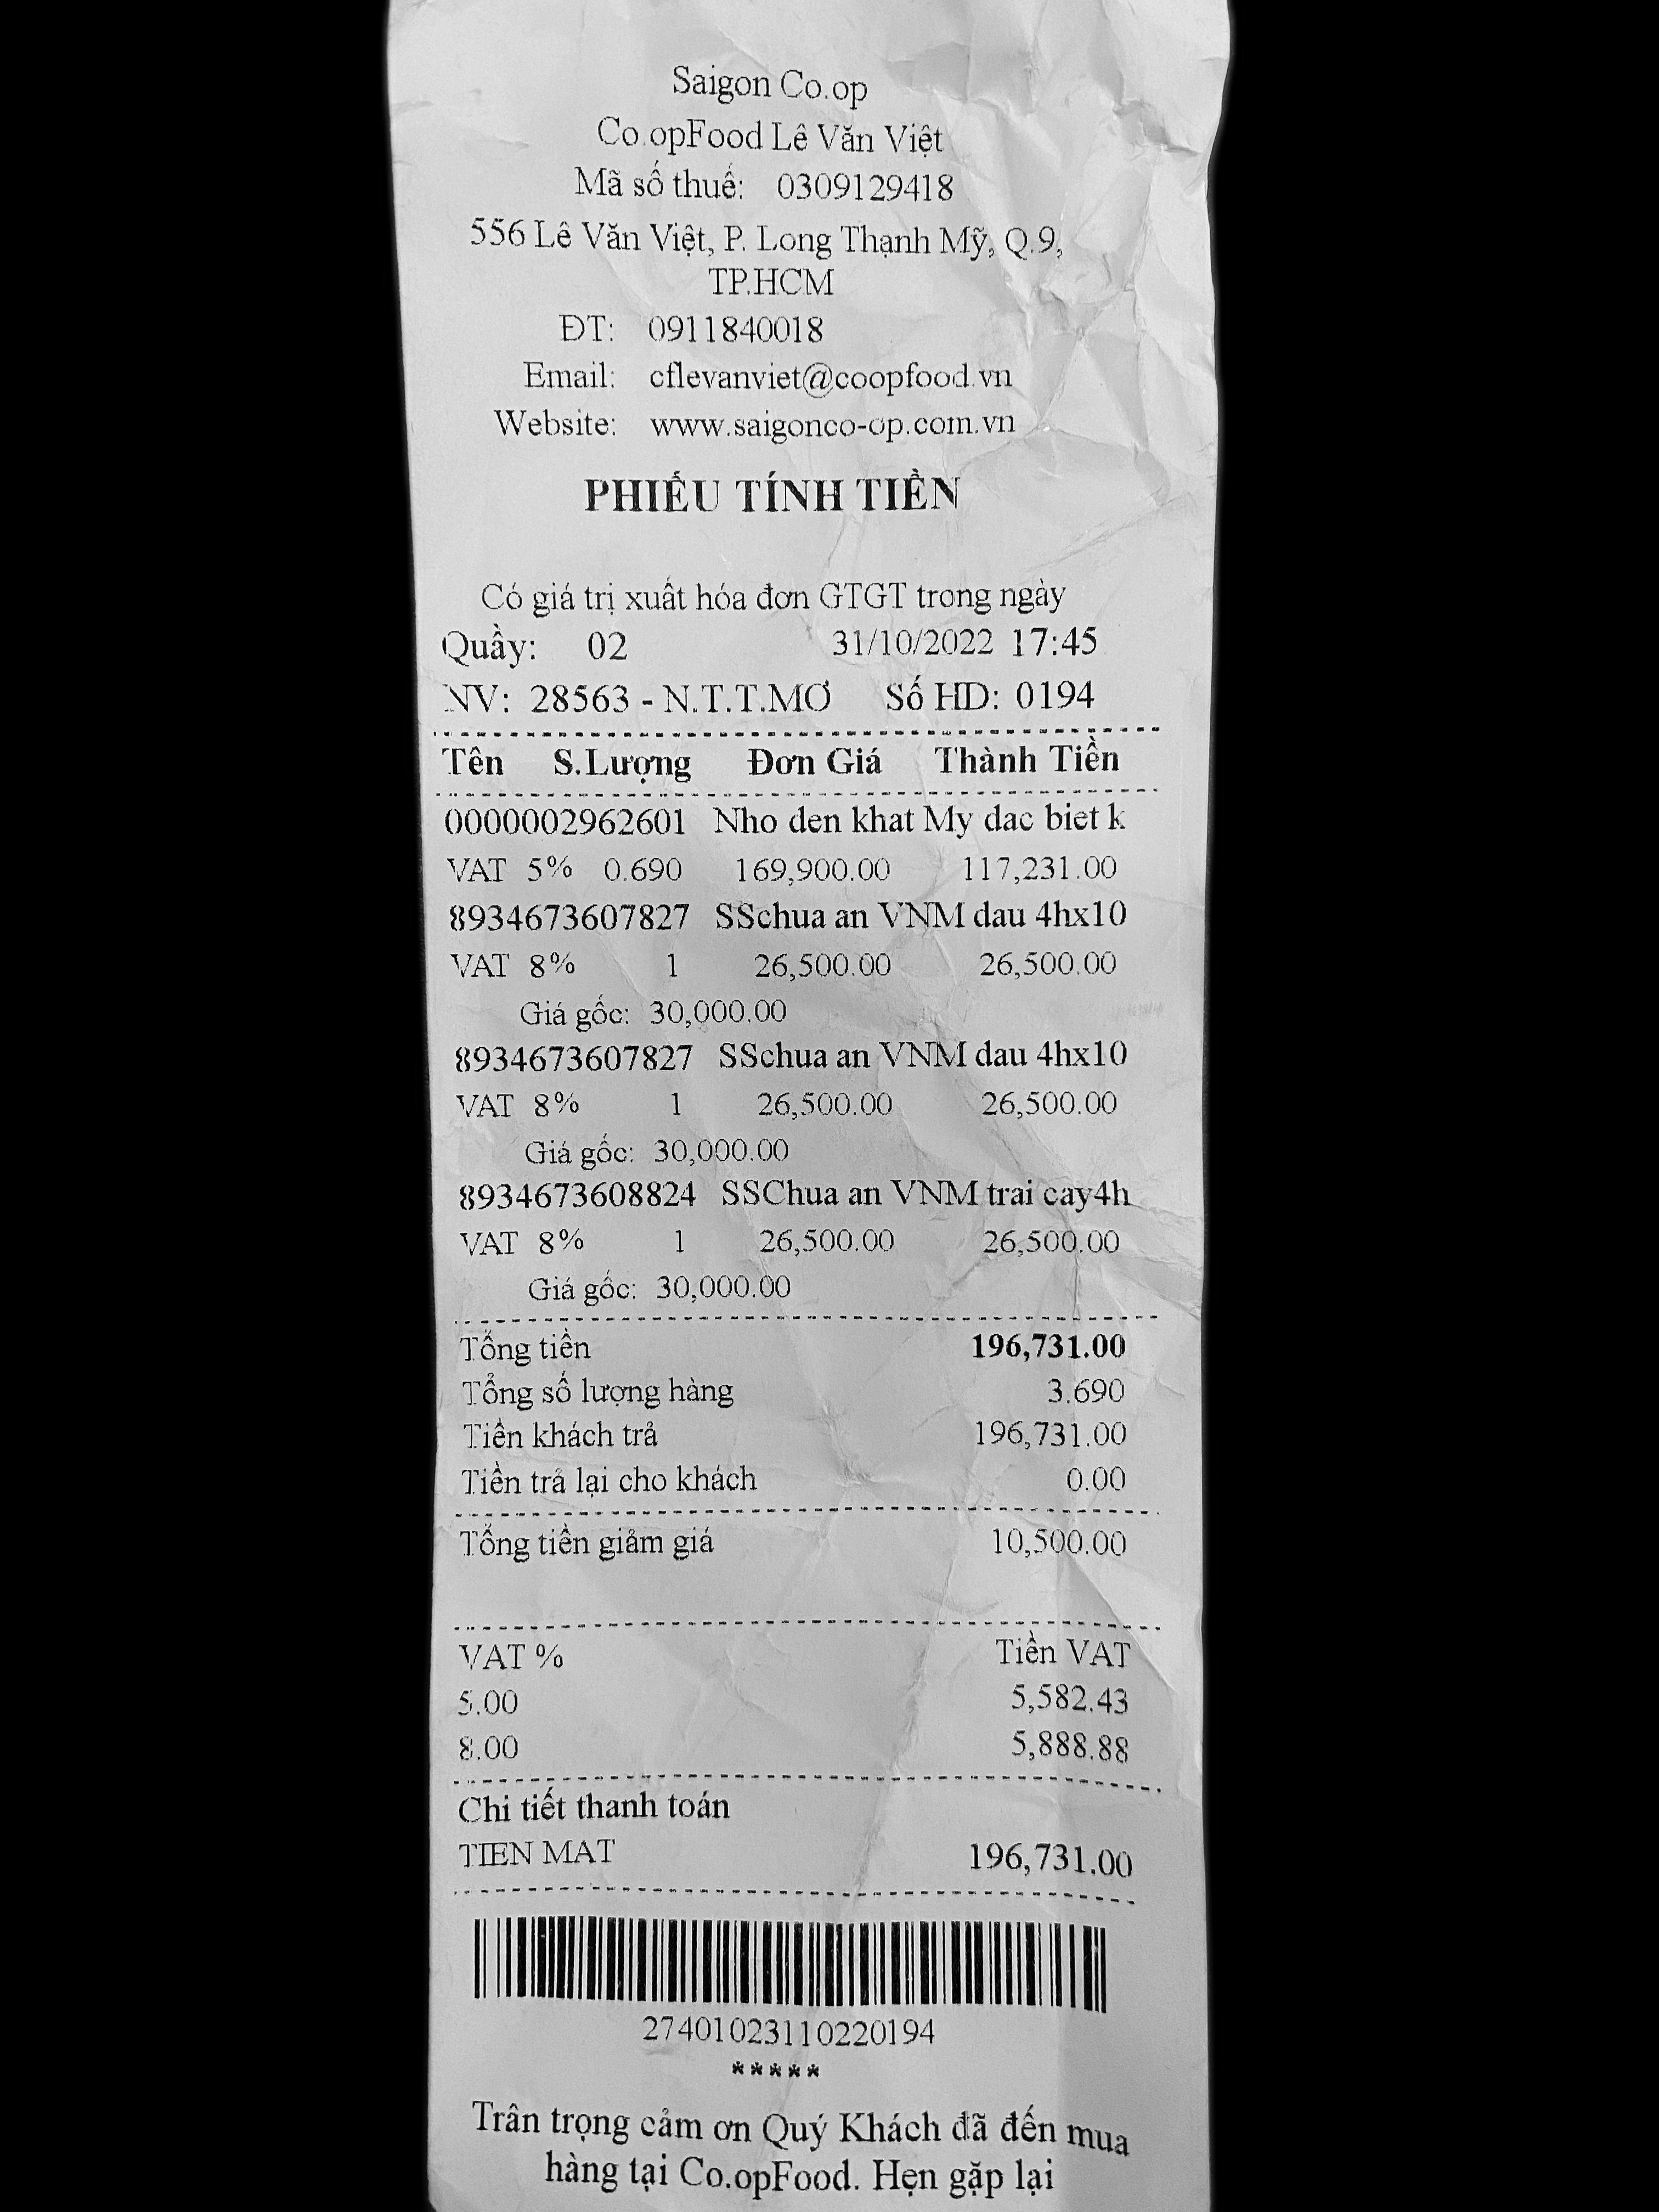 Saigon Co.op
Co.opFood Lê Văn Việt
Mã số thuế: 0309129418
556 Lê Văn Việt, P. Long Thạnh Mỹ, Q.9,
TP.HCM
ĐT: 0911840018
Email: cflevanviet@coopfood.vn
Website: www.saigonco-op.com.vn
PHIẾU TÍNH TIỀN
Có giá trị xuất hóa đơn GTGT trong ngày
Quầy: 02 31/10/2022 17:45
NV: 28563 - N.T.T.MƠ Số HD: 0194
Tên S.Lượng Đơn Giá Thành Tiền
0000002962601 Nho den khat My dac biet k
VAT 5% 0.690 169,900.00 117,231.00
8934673607827 SSchua an VNM dau 4hx10
VAT 8% 1 26,500.00 26,500.00
Giá gốc: 30,000.00
8934673607827 SSchua an VNM dau 4hx10
VAT 8% 1 26,500.00 26,500.00
Giá gốc: 30,000.00
8934673608824 SSChua an VNM trai cay4h
VAT 8% 1 26,500.00 26,500.00
Giá gốc: 30,000.00
Tổng tiền 196,731.00
Tổng số lượng hàng 3.690
Tiền khách trả 196,731.00
Tiền trả lại cho khách 0.00
Tổng tiền giảm giá 10,500.00
VAT % Tiền VAT
5.00 5,582.43
8.00 5,888.88
Chi tiết thanh toán
TIEN MAT 196,731.00
27401023110220194
*****
Trân trọng cảm ơn Quý Khách đã đến mua
hàng tại Co.opFood. Hẹn gặp lại